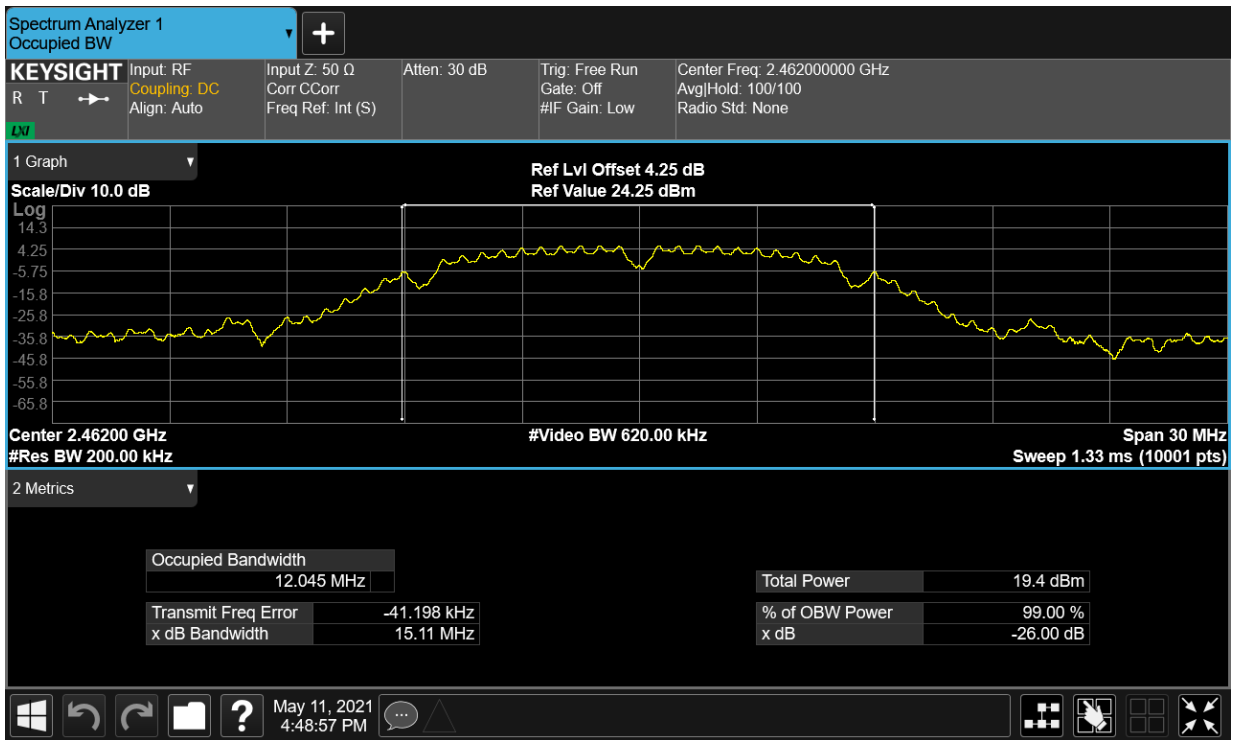 Spectrum Analyzer 1
Occupied BW
KEYSIGHT
R T
LXI
Input: RF
Coupling: DC
Align: Auto
Input Z: 50 Ω
Corr CCorr
Freq Ref: Int (S)
Atten: 30 dB
Trig: Free Run
Gate: Off
#IF Gain: Low
Center Freq: 2.462000000 GHz
Avg|Hold: 100/100
Radio Std: None
1 Graph
Scale/Div 10.0 dB
Ref Lvl Offset 4.25 dB
Ref Value 24.25 dBm
Log
14.3
4.25
-5.75
-15.8
-25.8
-35.8
-45.8
-55.8
-65.8
Center 2.46200 GHz
#Video BW 620.00 kHz
Span 30 MHz
#Res BW 200.00 kHz
Sweep 1.33 ms (10001 pts)
2 Metrics
Occupied Bandwidth
12.045 MHz
Total Power 19.4 dBm
Transmit Freq Error -41.198 kHz
% of OBW Power 99.00 %
x dB Bandwidth 15.11 MHz
x dB -26.00 dB
?
May 11, 2021
4:48:57 PM